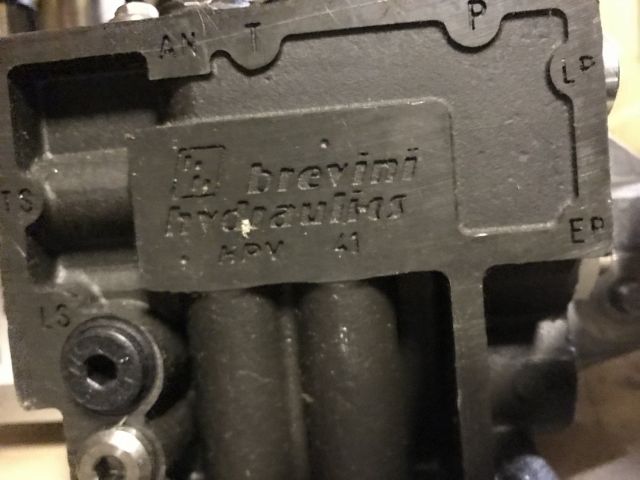 AN T P
LP
brevini
hydraulics
HPV 41
TS
EP
LS